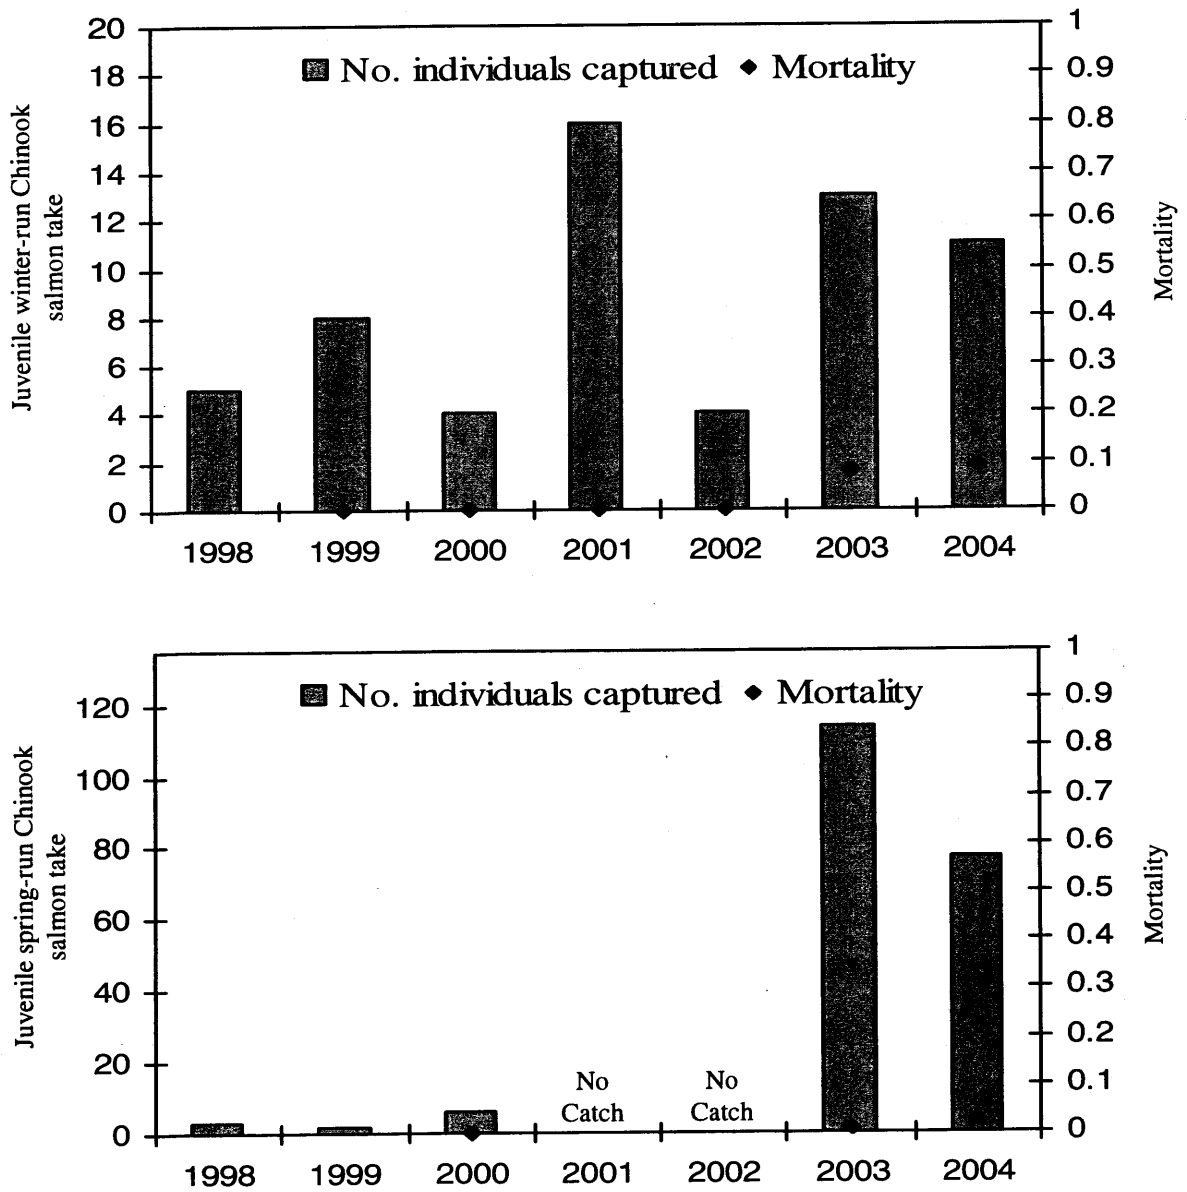 No. individuals captured ◆ Mortality
Juvenile winter-run Chinook
salmon take
20
18
16
14
12
10
8
6
4
2
0
1
0.9
0.8
0.7
0.6
0.5
0.4
0.3
0.2
0.1
0
Mortality
1998 1999 2000 2001 2002 2003 2004
No. individuals captured ◆ Mortality
Juvenile spring-run Chinook
salmon take
120
100
80
60
40
20
0
No
Catch
No
Catch
1
0.9
0.8
0.7
0.6
0.5
0.4
0.3
0.2
0.1
0
Mortality
1998 1999 2000 2001 2002 2003 2004